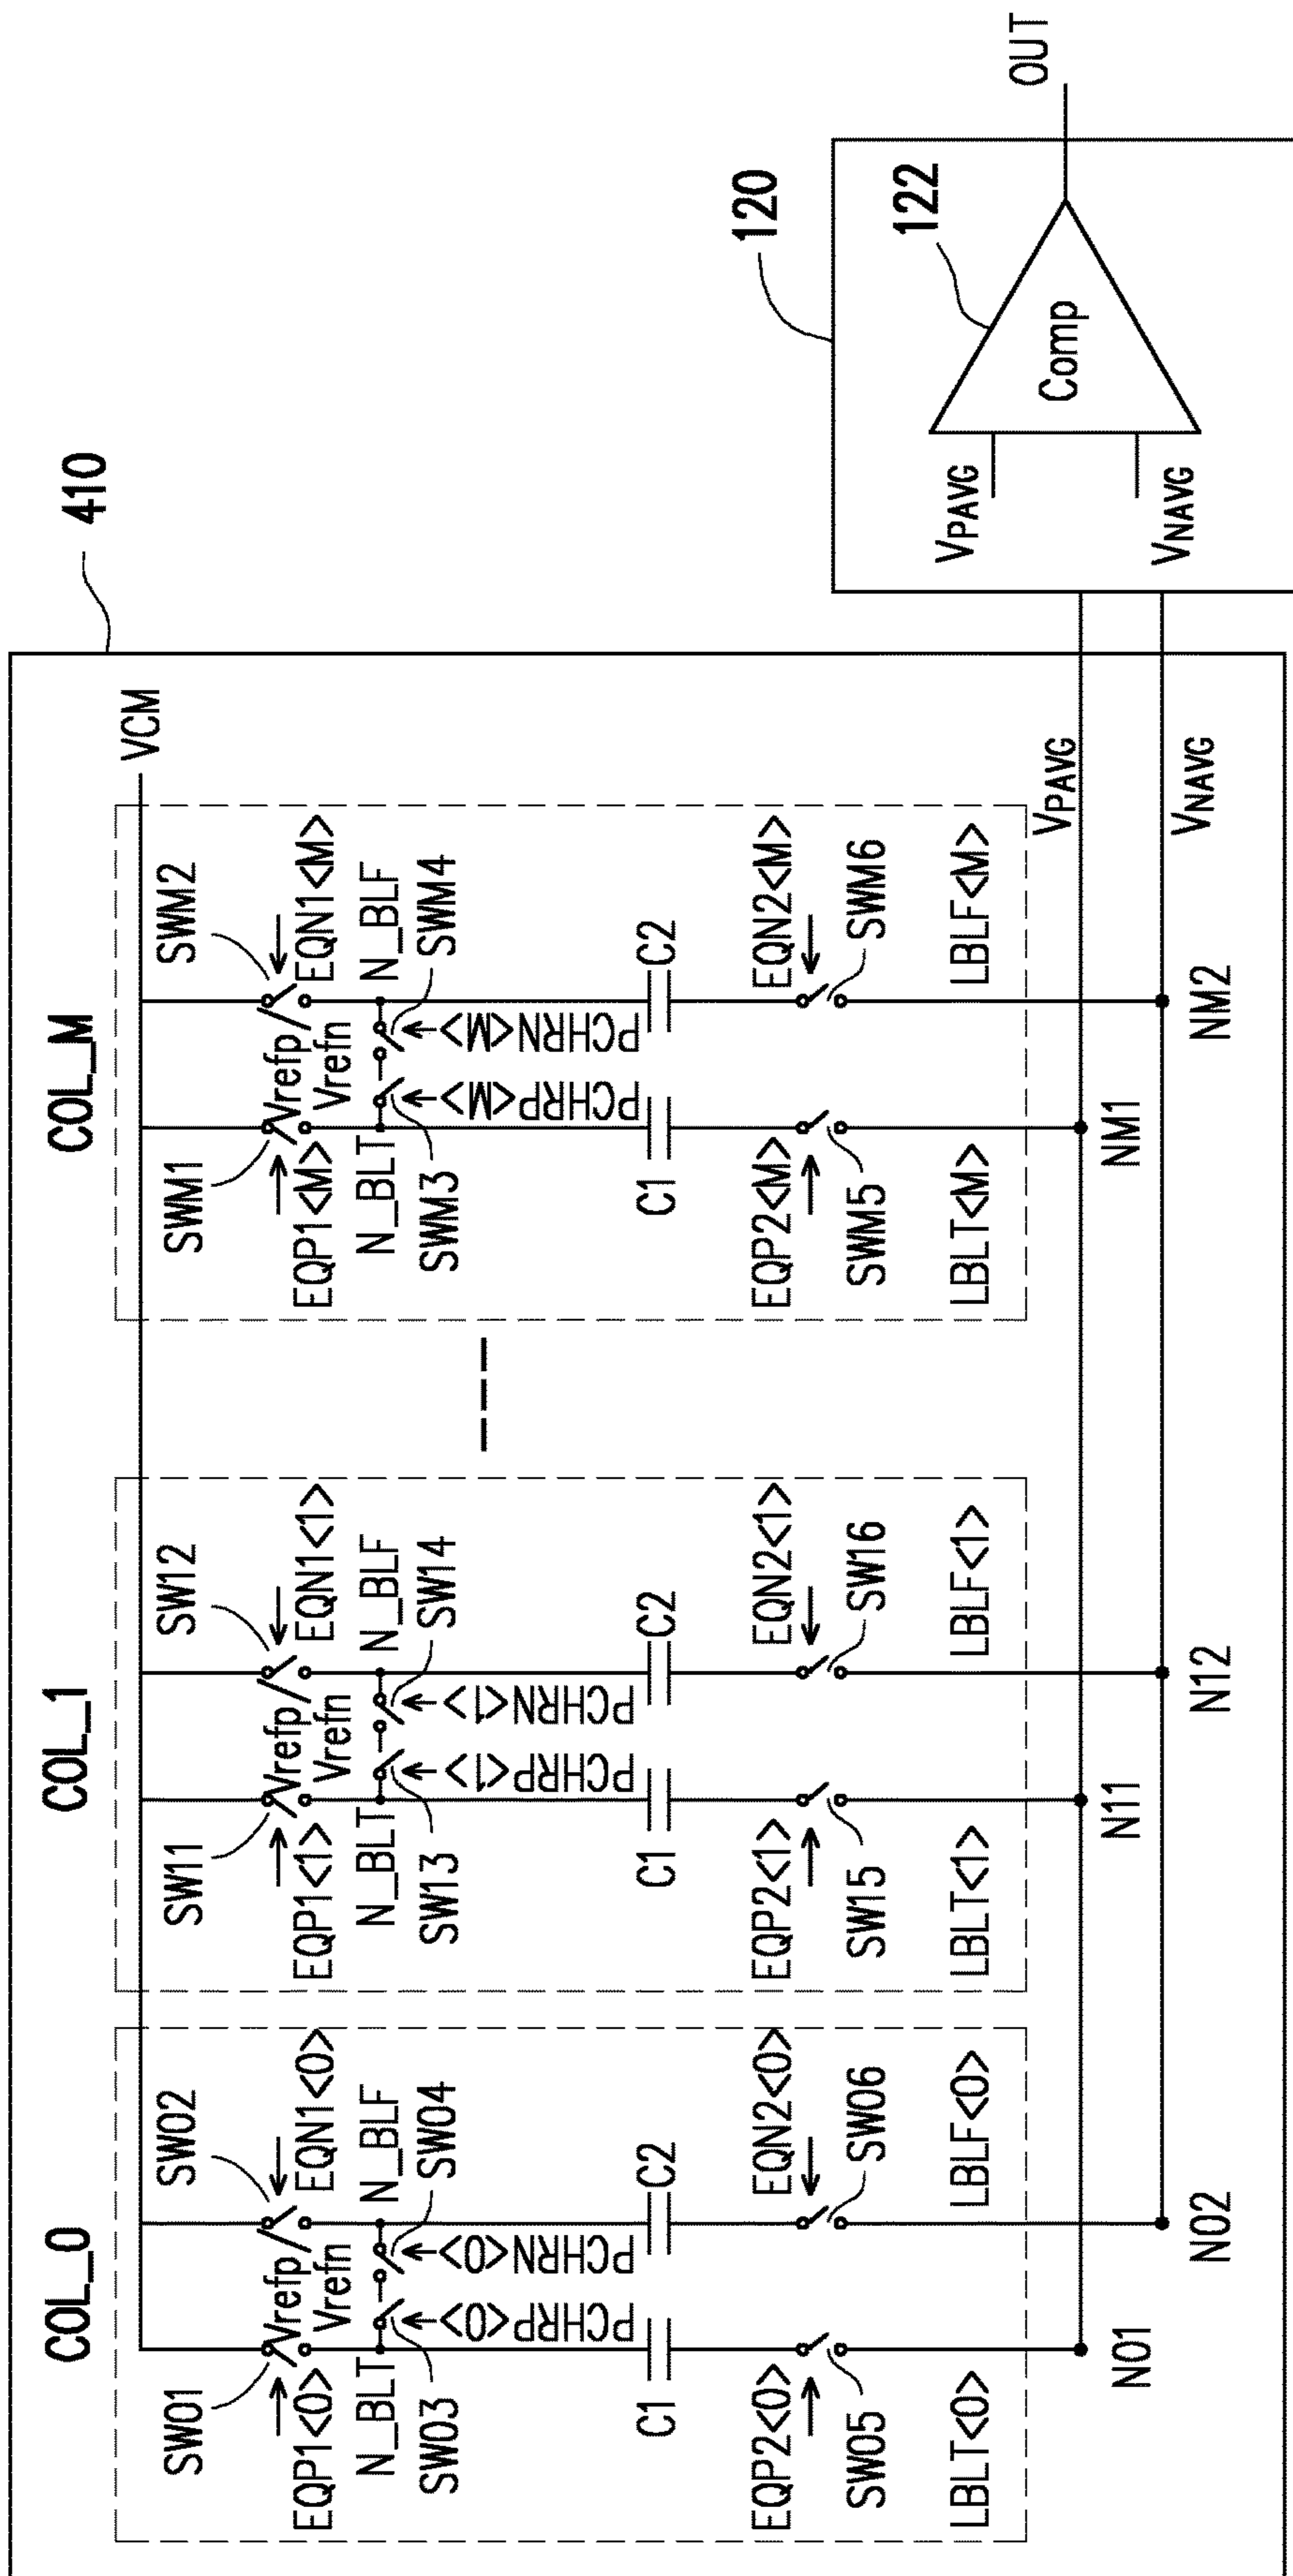 410
COL_0
COL_1
COL_M
VCM
SW01
SW02
EQP1<0>
EQN1<0>
Vrefp/
Vrefn
N_BLT
N_BLF
SW03
SW04
PCHRP<0>
PCHRN<0>
C1
C2
EQP2<0>
EQN2<0>
SW05
SW06
LBLT<0>
LBLF<0>
N01
N02
SW11
SW12
EQP1<1>
EQN1<1>
Vrefp/
Vrefn
N_BLT
N_BLF
SW13
SW14
PCHRP<1>
PCHRN<1>
C1
C2
EQP2<1>
EQN2<1>
SW15
SW16
LBLT<1>
LBLF<1>
N11
N12
SWM1
SWM2
EQP1<M>
EQN1<M>
Vrefp/
Vrefn
N_BLT
N_BLF
SWM3
SWM4
PCHRP<M>
PCHRN<M>
C1
C2
EQP2<M>
EQN2<M>
SWM5
SWM6
LBLT<M>
LBLF<M>
NM1
NM2
VPAVG
VNAVG
120
122
VPAVG
VNAVG
Comp
OUT